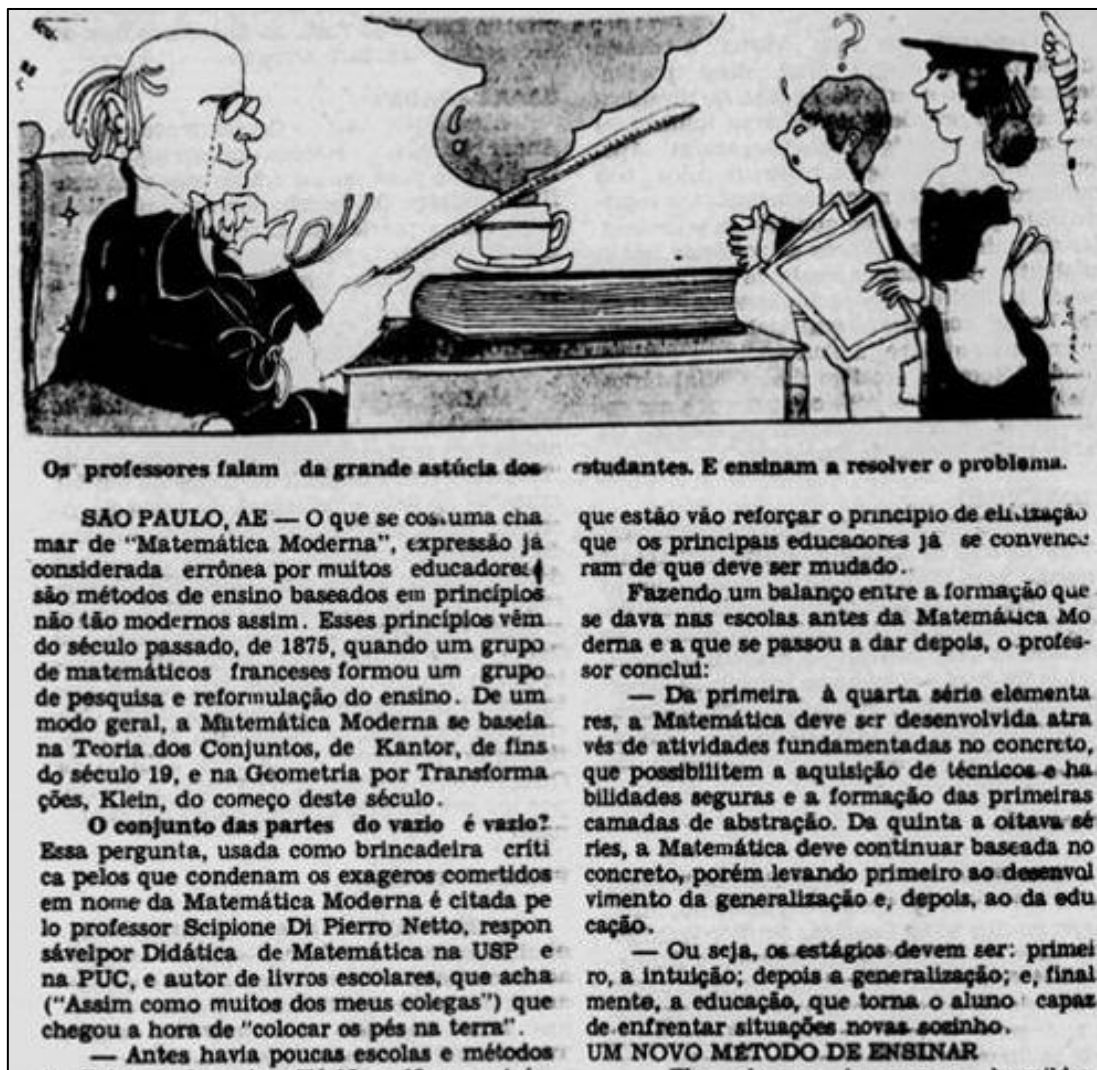 ?
Os professores falam da grande astúcia dos estudantes. E ensinam a resolver o problema.
SAO PAULO, AE — O que se costuma cha
mar de "Matemática Moderna", expressão já
considerada errônea por muitos educadores
são métodos de ensino baseados em princípios
não tão modernos assim. Esses princípios vêm
do século passado, de 1875, quando um grupo
de matemáticos franceses formou um grupo
de pesquisa e reformulação do ensino. De um
modo geral, a Matemática Moderna se baseia
na Teoria dos Conjuntos, de Kantor, de fins
do século 19, e na Geometria por Transforma
ções, Klein, do começo deste século.
O conjunto das partes do vazio é vazio?
Essa pergunta, usada como brincadeira criti
ca pelos que condenam os exageros cometidos
em nome da Matemática Moderna é citada pe
lo professor Scipione Di Pierro Netto, respon
sávelpor Didática de Matemática na USP e
na PUC, e autor de livros escolares, que acha
("Assim como muitos dos meus colegas") que
chegou a hora de "colocar os pés na terra".
— Antes havia poucas escolas e métodos
que estão vão reforçar o princípio de elitização
que os principais educadores já se convence
ram de que deve ser mudado.
Fazendo um balanço entre a formação que
se dava nas escolas antes da Matemática Mo
derna e a que se passou a dar depois, o profes-
sor conclui:
— Da primeira à quarta série elementa
res, a Matemática deve ser desenvolvida atra
vés de atividades fundamentadas no concreto,
que possibilitem a aquisição de técnicos e ha
bilidades seguras e a formação das primeiras
camadas de abstração. Da quinta a oitava sé
ries, a Matemática deve continuar baseada no
concreto, porém levando primeiro ao desenvol
vimento da generalização e, depois, ao da edu
cação.
— Ou seja, os estágios devem ser: primei
ro, a intuição; depois a generalização; e, final
mente, a educação, que torna o aluno capaz
de enfrentar situações novas sozinho.
UM NOVO MÉTODO DE ENSINAR